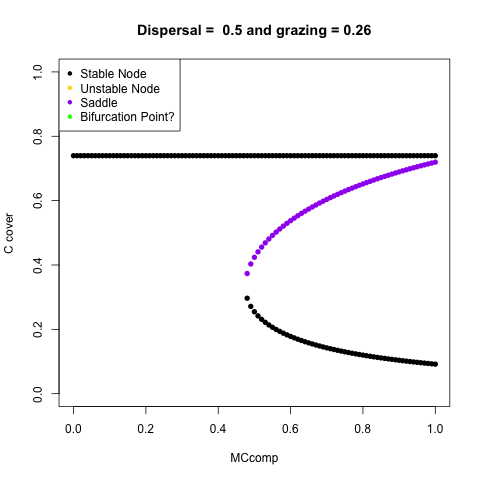 Dispersal =  0.5 and grazing = 0.26
Stable Node
Unstable Node
Saddle
Bifurcation Point?
C cover
1.0
0.8
0.6
0.4
0.2
0.0
0.0 0.2 0.4 0.6 0.8 1.0
MCcomp